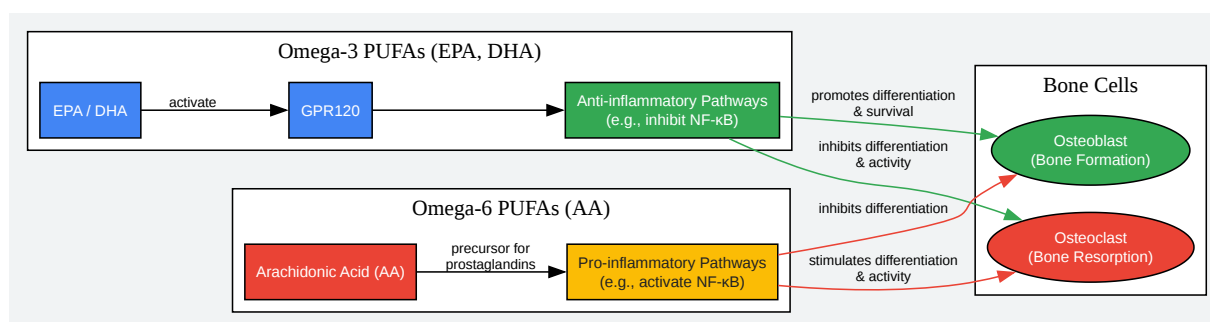 Omega-3 PUFAs (EPA, DHA)
EPA / DHA
activate
GPR120
Anti-inflammatory Pathways
(e.g., inhibit NF-κB)
promotes differentiation
& survival
inhibits differentiation
& activity
Omega-6 PUFAs (AA)
Arachidonic Acid (AA)
precursor for
prostaglandins
Pro-inflammatory Pathways
(e.g., activate NF-κB)
inhibits differentiation
stimulates differentiation
& activity
Bone Cells
Osteoblast
(Bone Formation)
Osteoclast
(Bone Resorption)